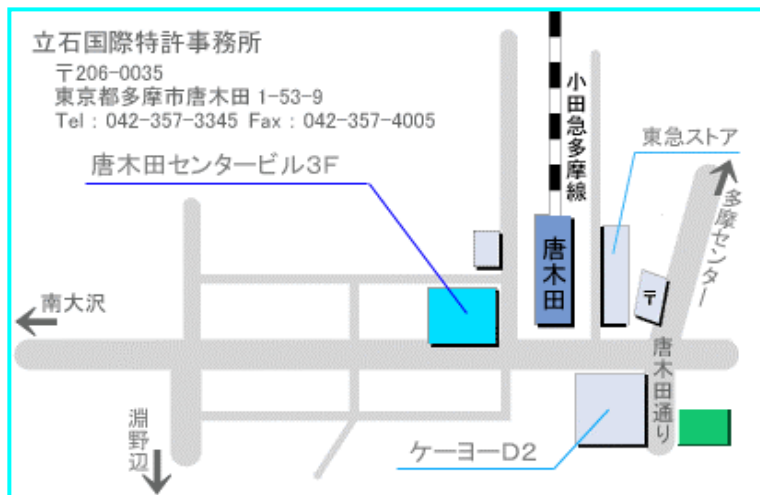 立石国際特許事務所
〒206-0035
東京都多摩市唐木田 1-53-9
Tel : 042-357-3345 Fax : 042-357-4005
唐木田センタービル3F
小田急多摩線
東急ストア
多摩センター
唐木田
〒
南大沢
唐木田通り
淵野辺
ケーヨーD2